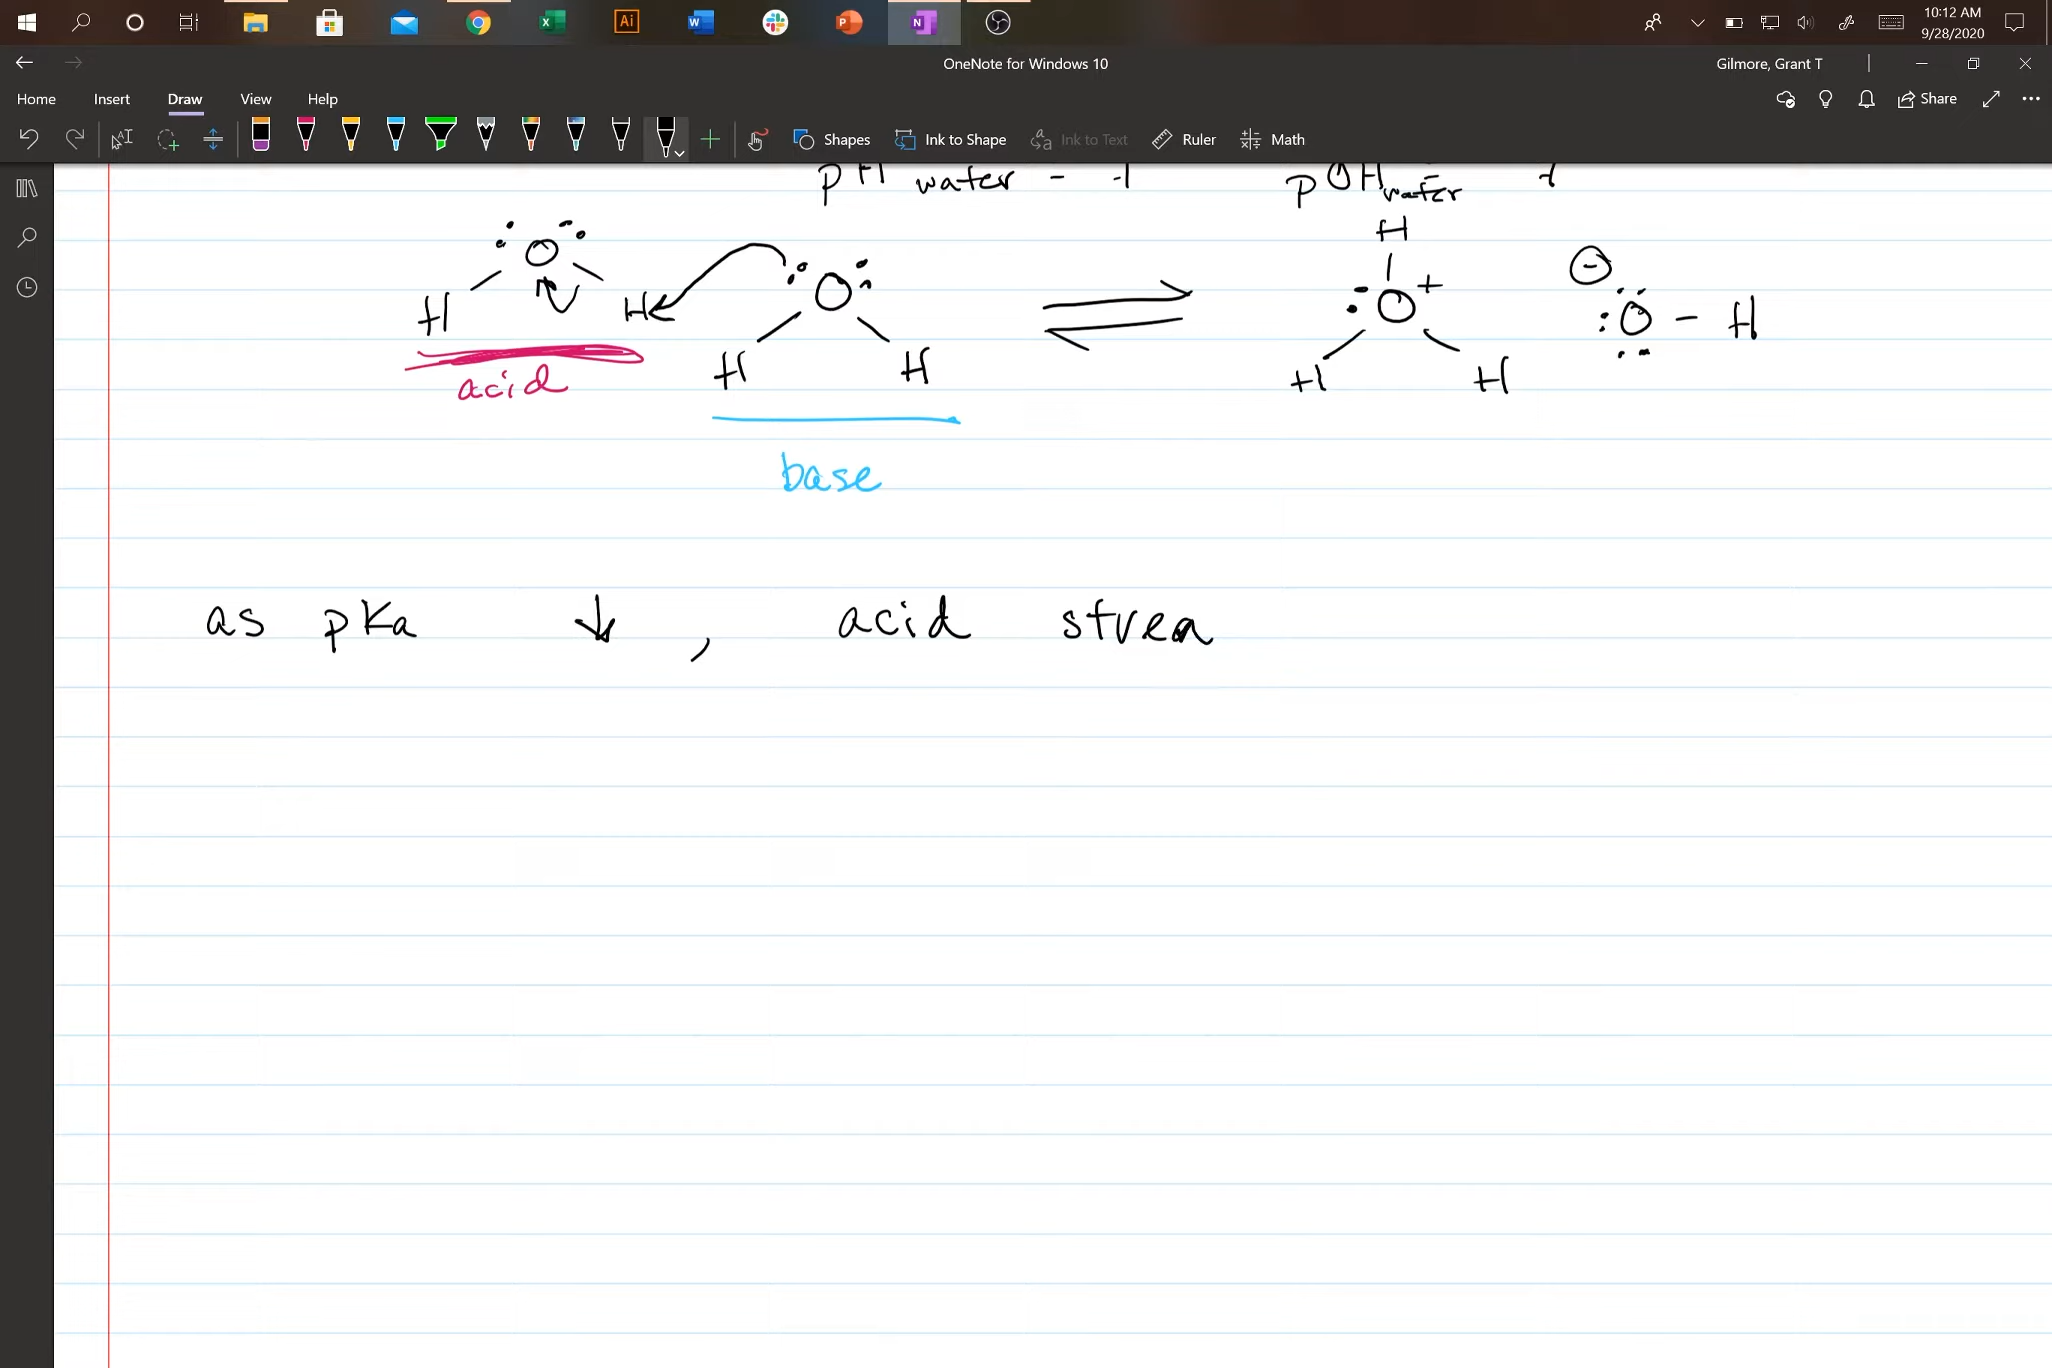 10:12 AM
9/28/2020
OneNote for Windows 10
Gilmore, Grant T
Home Insert Draw View Help
Share
Shapes Ink to Shape Ink to Text Ruler Math
pH water pOH water
H
O O O + - O - H
H H
H H H H
acid
base
as pKa ↓ , acid stren